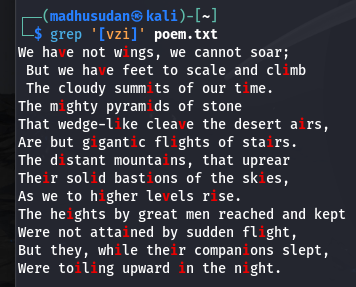 ┌──(madhusudan㉿kali)-[~]
└─$ grep '[vzi]' poem.txt
We have not wings, we cannot soar;
 But we have feet to scale and climb
 The cloudy summits of our time.
The mighty pyramids of stone
That wedge-like cleave the desert airs,
Are but gigantic flights of stairs.
The distant mountains, that uprear
Their solid bastions of the skies,
As we to higher levels rise.
The heights by great men reached and kept
Were not attained by sudden flight,
But they, while their companions slept,
Were toiling upward in the night.